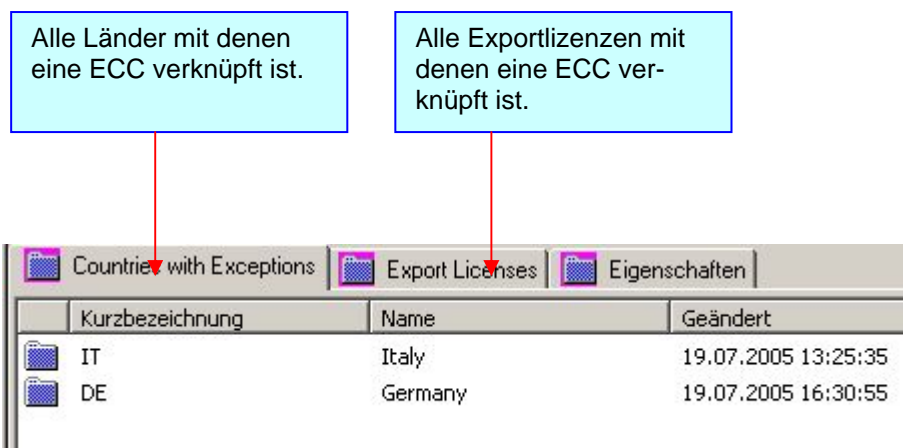 Alle Länder mit denen
eine ECC verknüpft ist.
Alle Exportlizenzen mit
denen eine ECC ver-
knüpft ist.
Countries with Exceptions Export Licenses Eigenschaften
Kurzbezeichnung Name Geändert
IT Italy 19.07.2005 13:25:35
DE Germany 19.07.2005 16:30:55